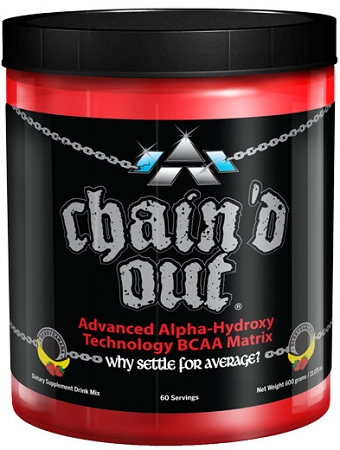 chain'd
out®
Advanced Alpha-Hydroxy
Technology BCAA Matrix
why settle for average?
Dietary Supplement Drink Mix
60 Servings
Net Weight 600 grams